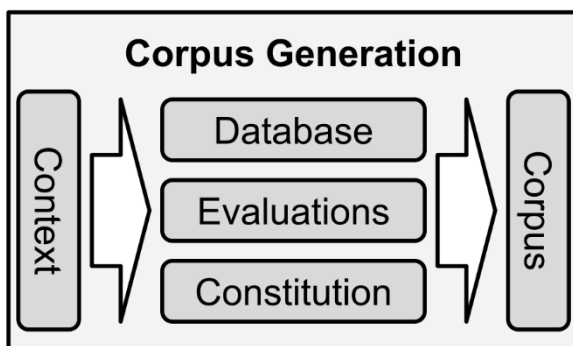 Corpus Generation
Context
Database
Evaluations
Constitution
Corpus